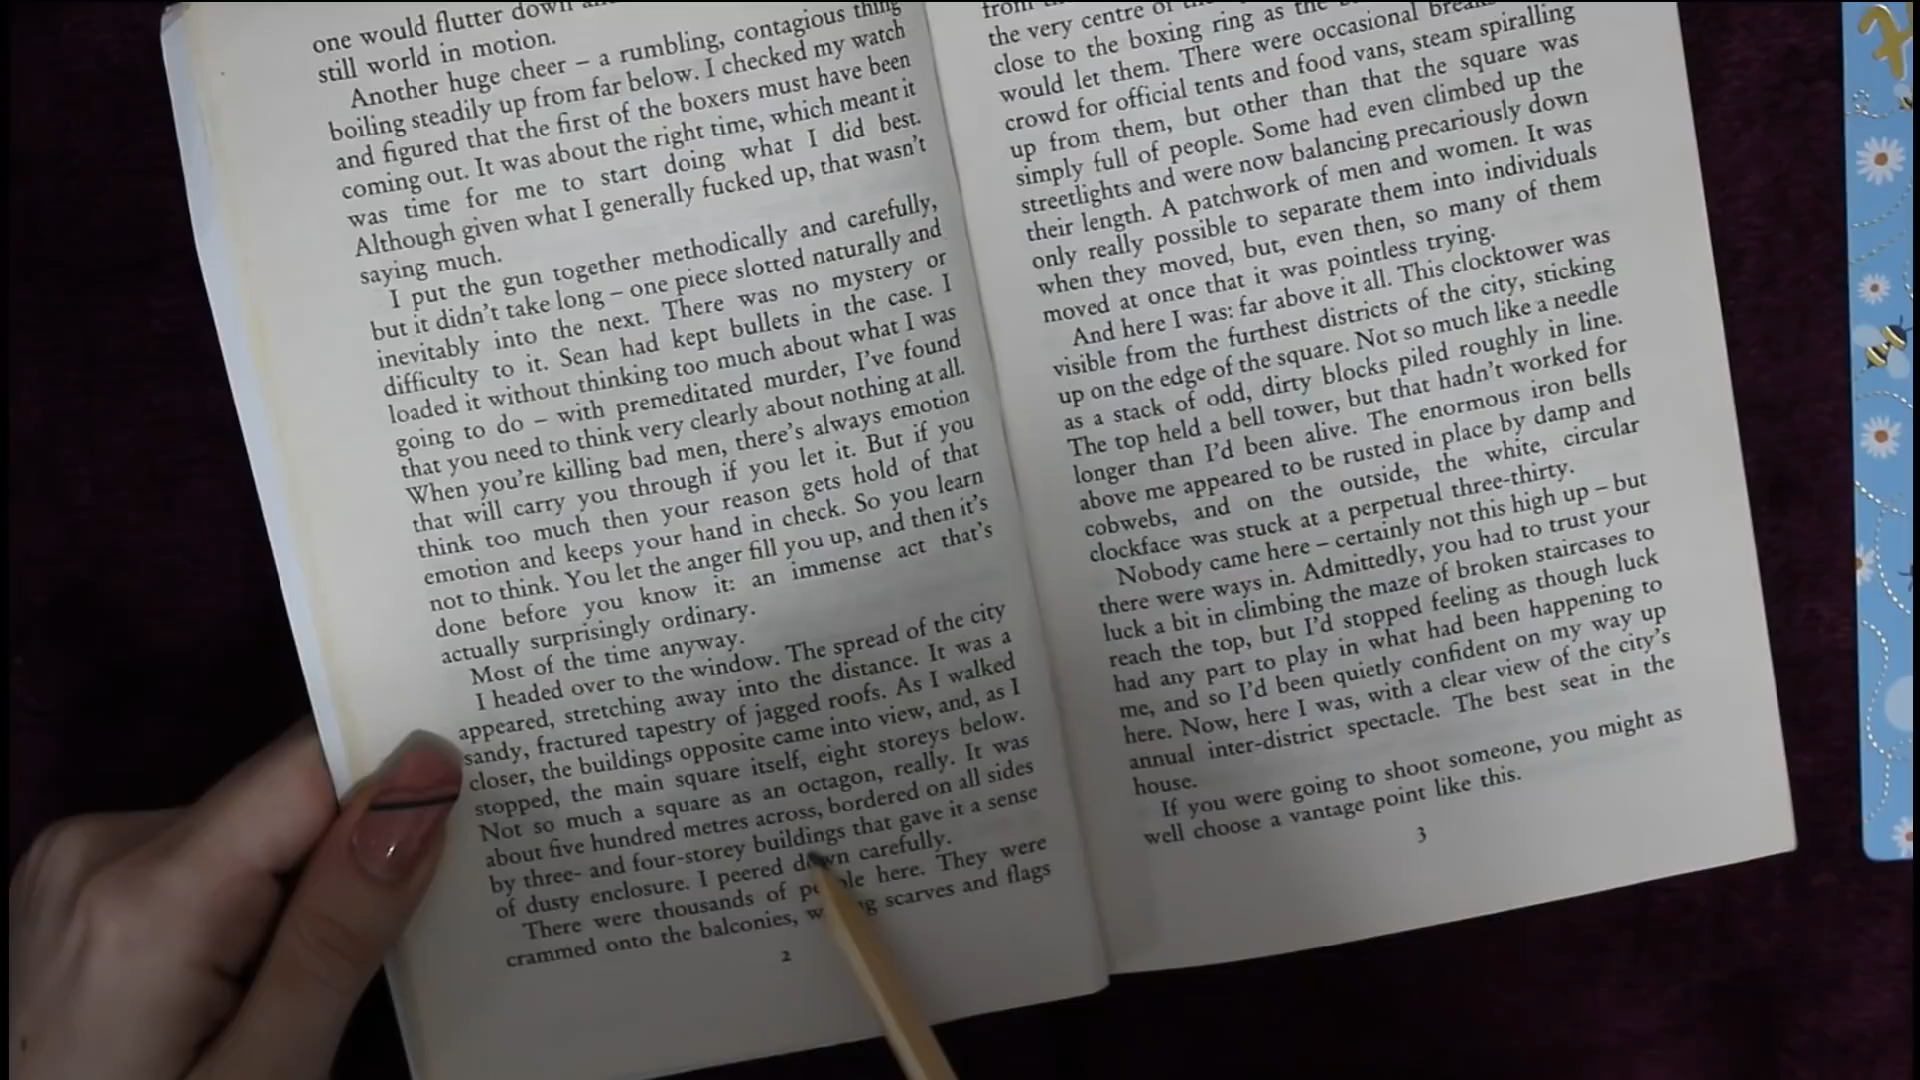 one would flutter down
still world in motion.
Another huge cheer – a rumbling, contagious thing
boiling steadily up from far below. I checked my watch
and figured that the first of the boxers must have been
coming out. It was about the right time, which meant it
was time for me to start doing what I did best.
Although given what I generally fucked up, that wasn't
saying much.
I put the gun together methodically and carefully,
but it didn't take long – one piece slotted naturally and
inevitably into the next. There was no mystery or
difficulty to it. Sean had kept bullets in the case. I
loaded it without thinking too much about what I was
going to do – with premeditated murder, I've found
that you need to think very clearly about nothing at all.
When you're killing bad men, there's always emotion
that will carry you through if you let it. But if you
think too much then your reason gets hold of that
emotion and keeps your hand in check. So you learn
not to think. You let the anger fill you up, and then it's
done before you know it: an immense act that's
actually surprisingly ordinary.
Most of the time anyway.
I headed over to the window. The spread of the city
appeared, stretching away into the distance. It was a
sandy, fractured tapestry of jagged roofs. As I walked
closer, the buildings opposite came into view, and, as I
stopped, the main square itself, eight storeys below.
Not so much a square as an octagon, really. It was
about five hundred metres across, bordered on all sides
by three- and four-storey buildings that gave it a sense
of dusty enclosure. I peered down carefully.
There were thousands of people here. They were
crammed onto the balconies, scarves and flags
2
from
the very centre of
close to the boxing ring as the
would let them. There were occasional
crowd for official tents and food vans, steam spiralling
up from them, but other than that the square was
simply full of people. Some had even climbed up the
streetlights and were now balancing precariously down
their length. A patchwork of men and women. It was
only really possible to separate them into individuals
when they moved, but, even then, so many of them
moved at once that it was pointless trying.
And here I was: far above it all. This clocktower was
visible from the furthest districts of the city, sticking
up on the edge of the square. Not so much like a needle
as a stack of odd, dirty blocks piled roughly in line.
The top held a bell tower, but that hadn't worked for
longer than I'd been alive. The enormous iron bells
above me appeared to be rusted in place by damp and
cobwebs, and on the outside, the white, circular
clockface was stuck at a perpetual three-thirty.
Nobody came here – certainly not this high up – but
there were ways in. Admittedly, you had to trust your
luck a bit in climbing the maze of broken staircases to
reach the top, but I'd stopped feeling as though luck
had any part to play in what had been happening to
me, and so I'd been quietly confident on my way up
here. Now, here I was, with a clear view of the city's
annual inter-district spectacle. The best seat in the
house.
If you were going to shoot someone, you might as
well choose a vantage point like this.
3